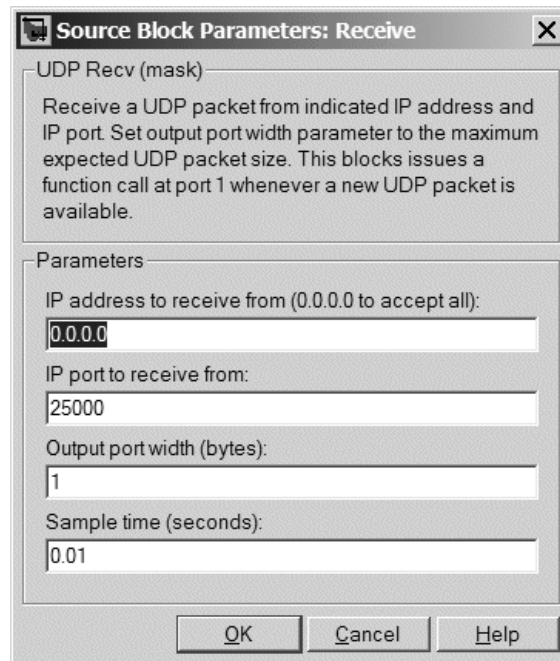 Source Block Parameters: Receive
UDP Recv (mask)
Receive a UDP packet from indicated IP address and
IP port. Set output port width parameter to the maximum
expected UDP packet size. This blocks issues a
function call at port 1 whenever a new UDP packet is
available.
Parameters
IP address to receive from (0.0.0.0 to accept all):
0.0.0.0
IP port to receive from:
25000
Output port width (bytes):
1
Sample time (seconds):
0.01
OK Cancel Help